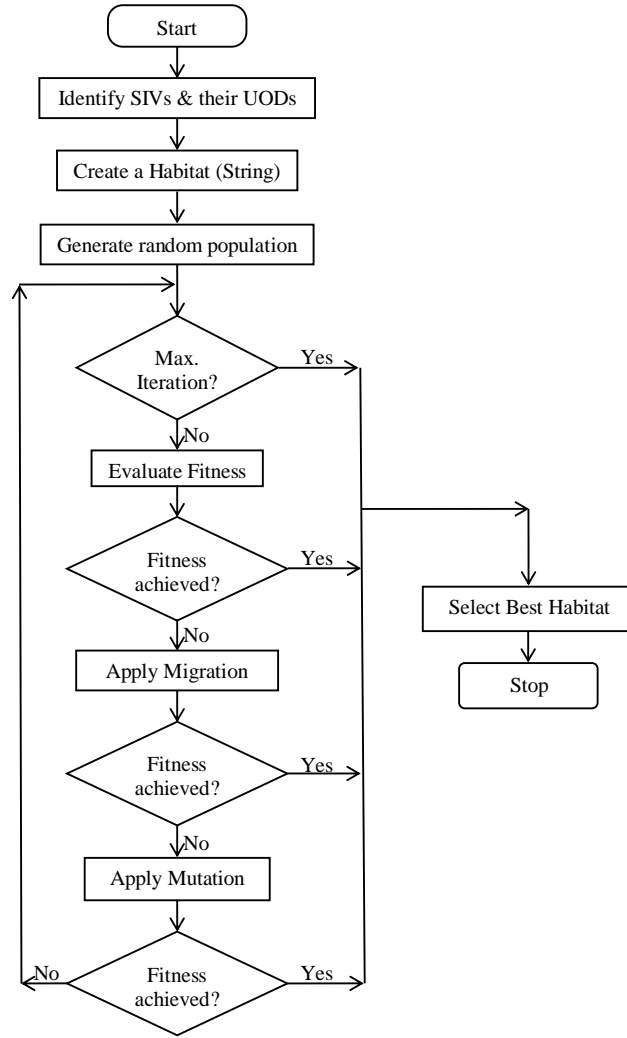 Start
Identify SIVs & their UODs
Create a Habitat (String)
Generate random population
Max.
Iteration?
Yes
No
Evaluate Fitness
Fitness
achieved?
Yes
No
Select Best Habitat
Stop
Apply Migration
Fitness
achieved?
Yes
No
Apply Mutation
Fitness
achieved?
No
Yes